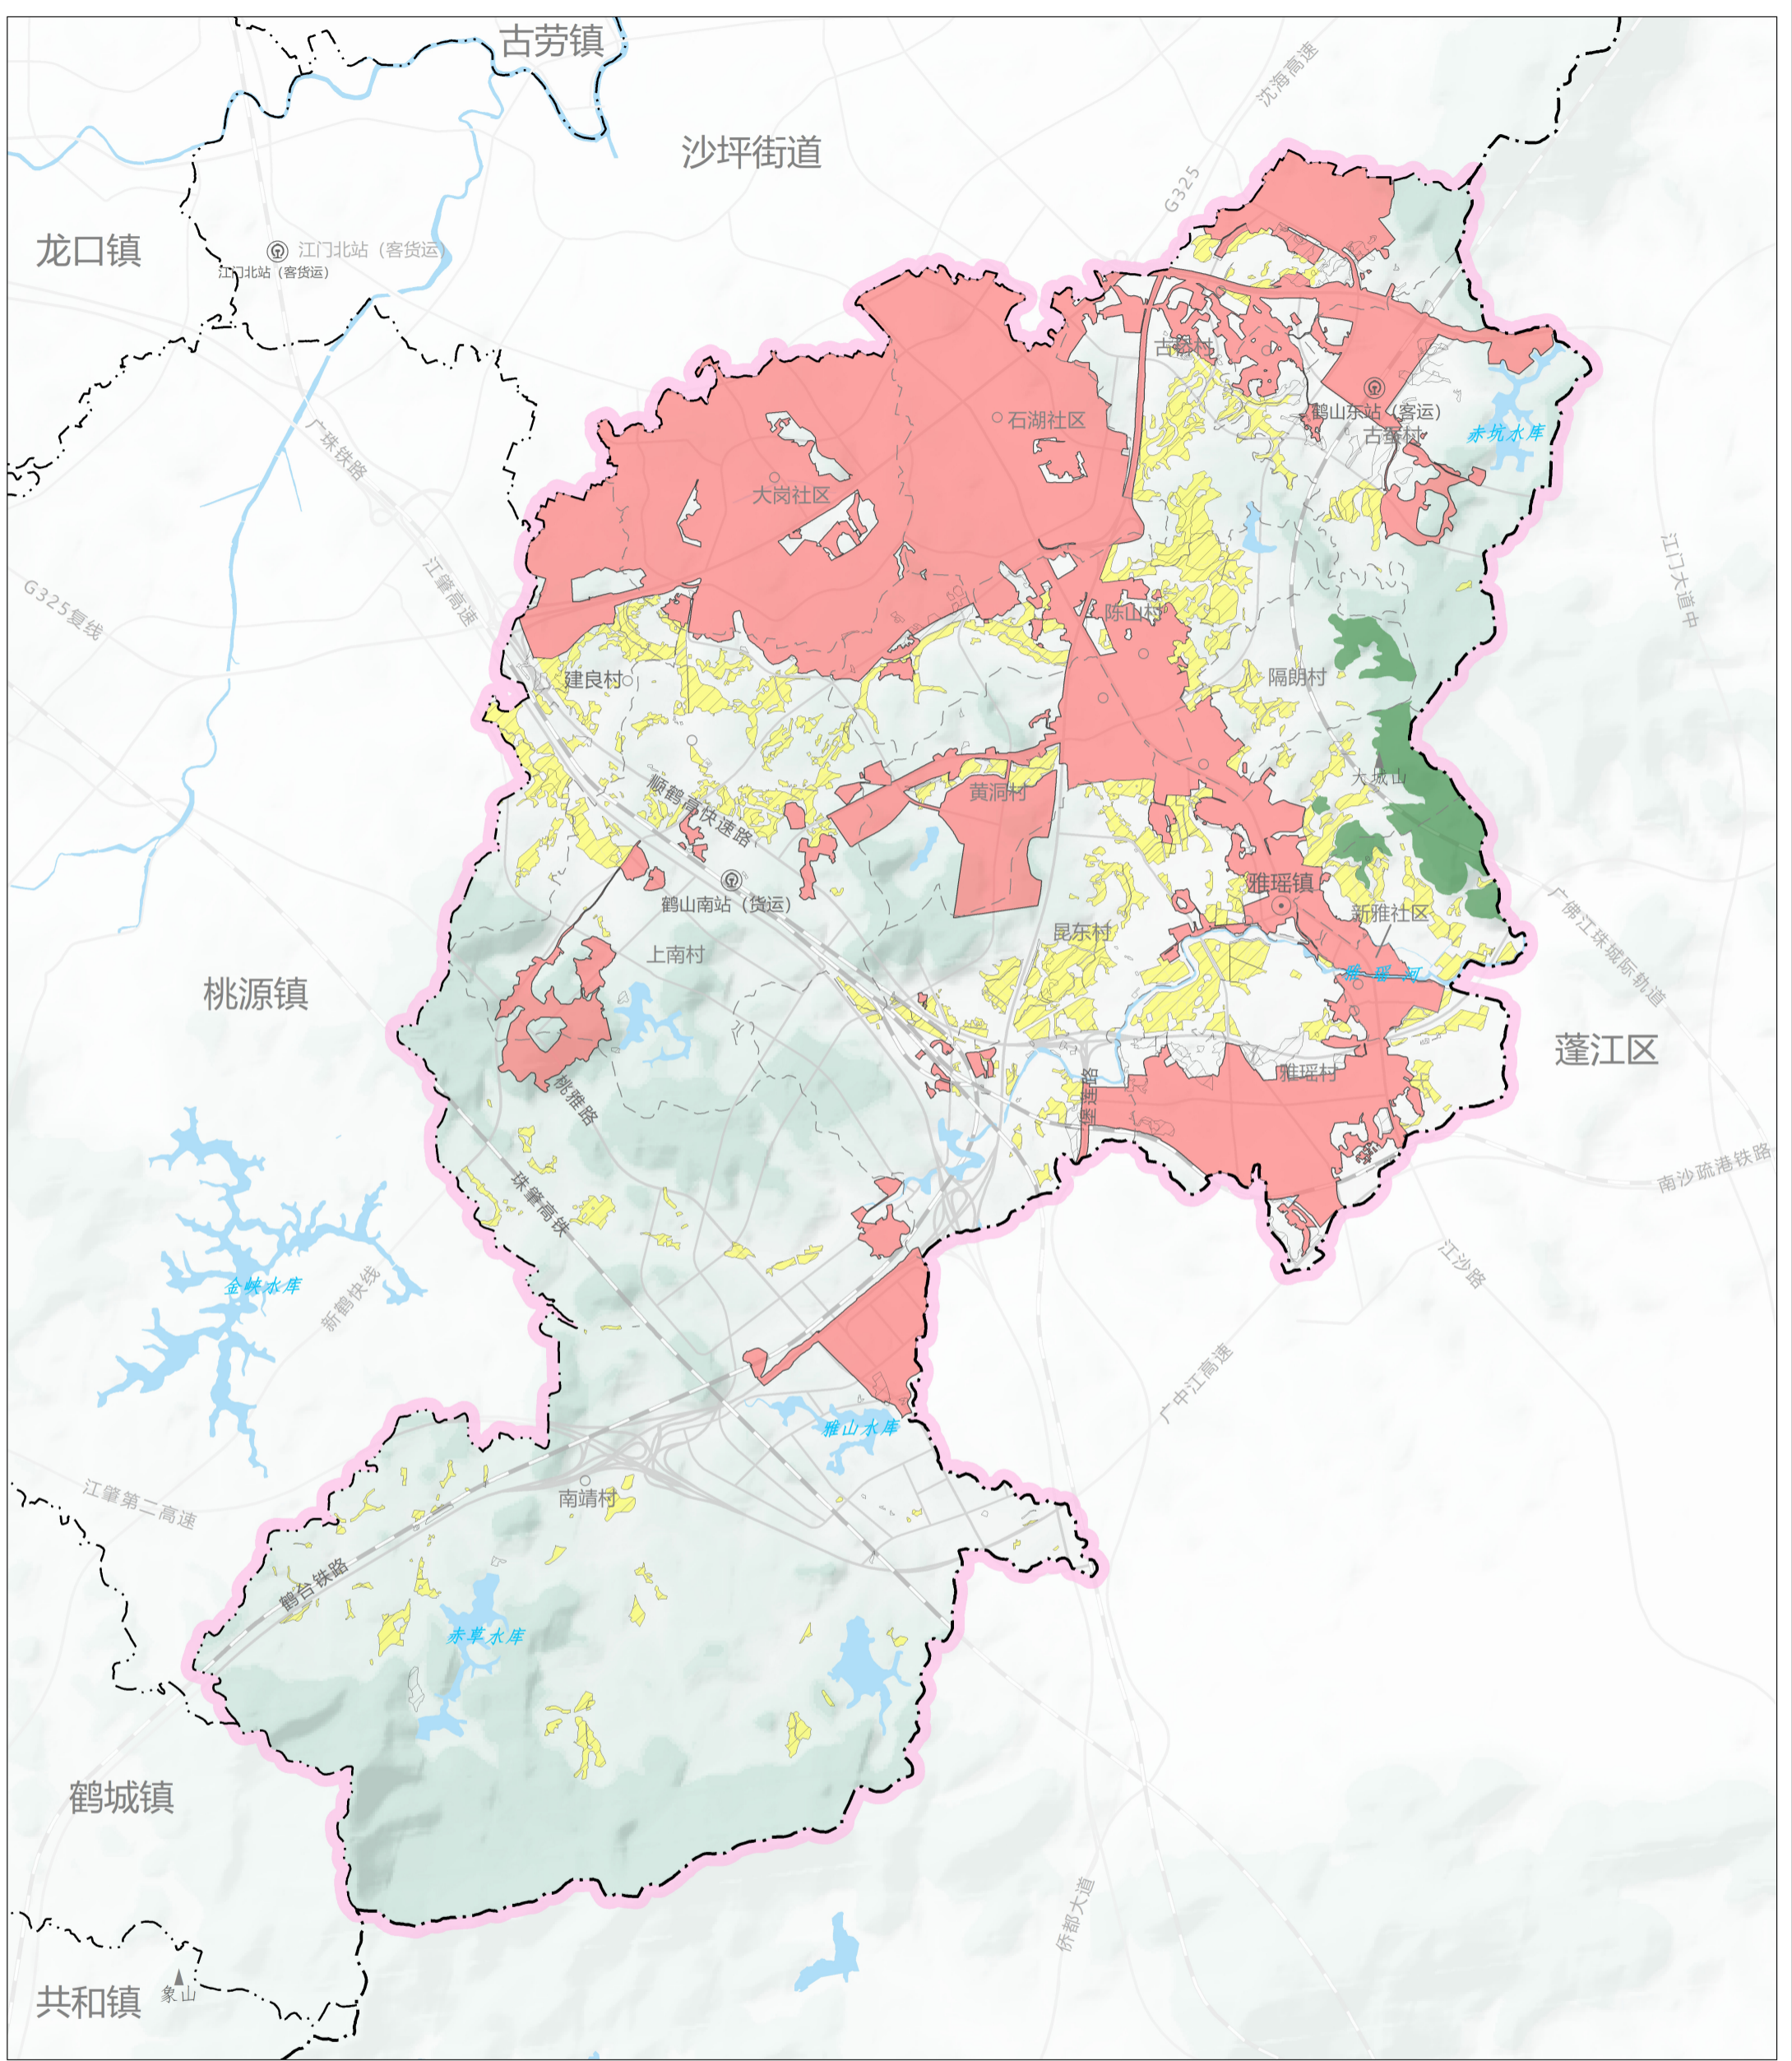 古劳镇
沈海高速
沙坪街道
G325
龙口镇
江门北站（客货运）
江门北站（客货运）
古蚕村
鹤山东站（客运）
石湖社区
古蚕村
赤坑水库
广珠铁路
大岗社区
江门大道中
江肇高速
G325复线
陈山村
建良村
隔朗村
大城山
顺鹤高快速路
黄洞村
雅瑶镇
鹤山南站（货运）
新雅社区
广佛江珠城际轨道
昆东村
上南村
雅瑶河
桃源镇
蓬江区
雅瑶村
堡莲路
桃雅路
南沙疏港铁路
珠肇高铁
江沙路
金峡水库
新鹤快线
广中江高速
雅山水库
江肇第二高速
南靖村
鹤台铁路
赤草水库
鹤城镇
侨都大道
共和镇
象山